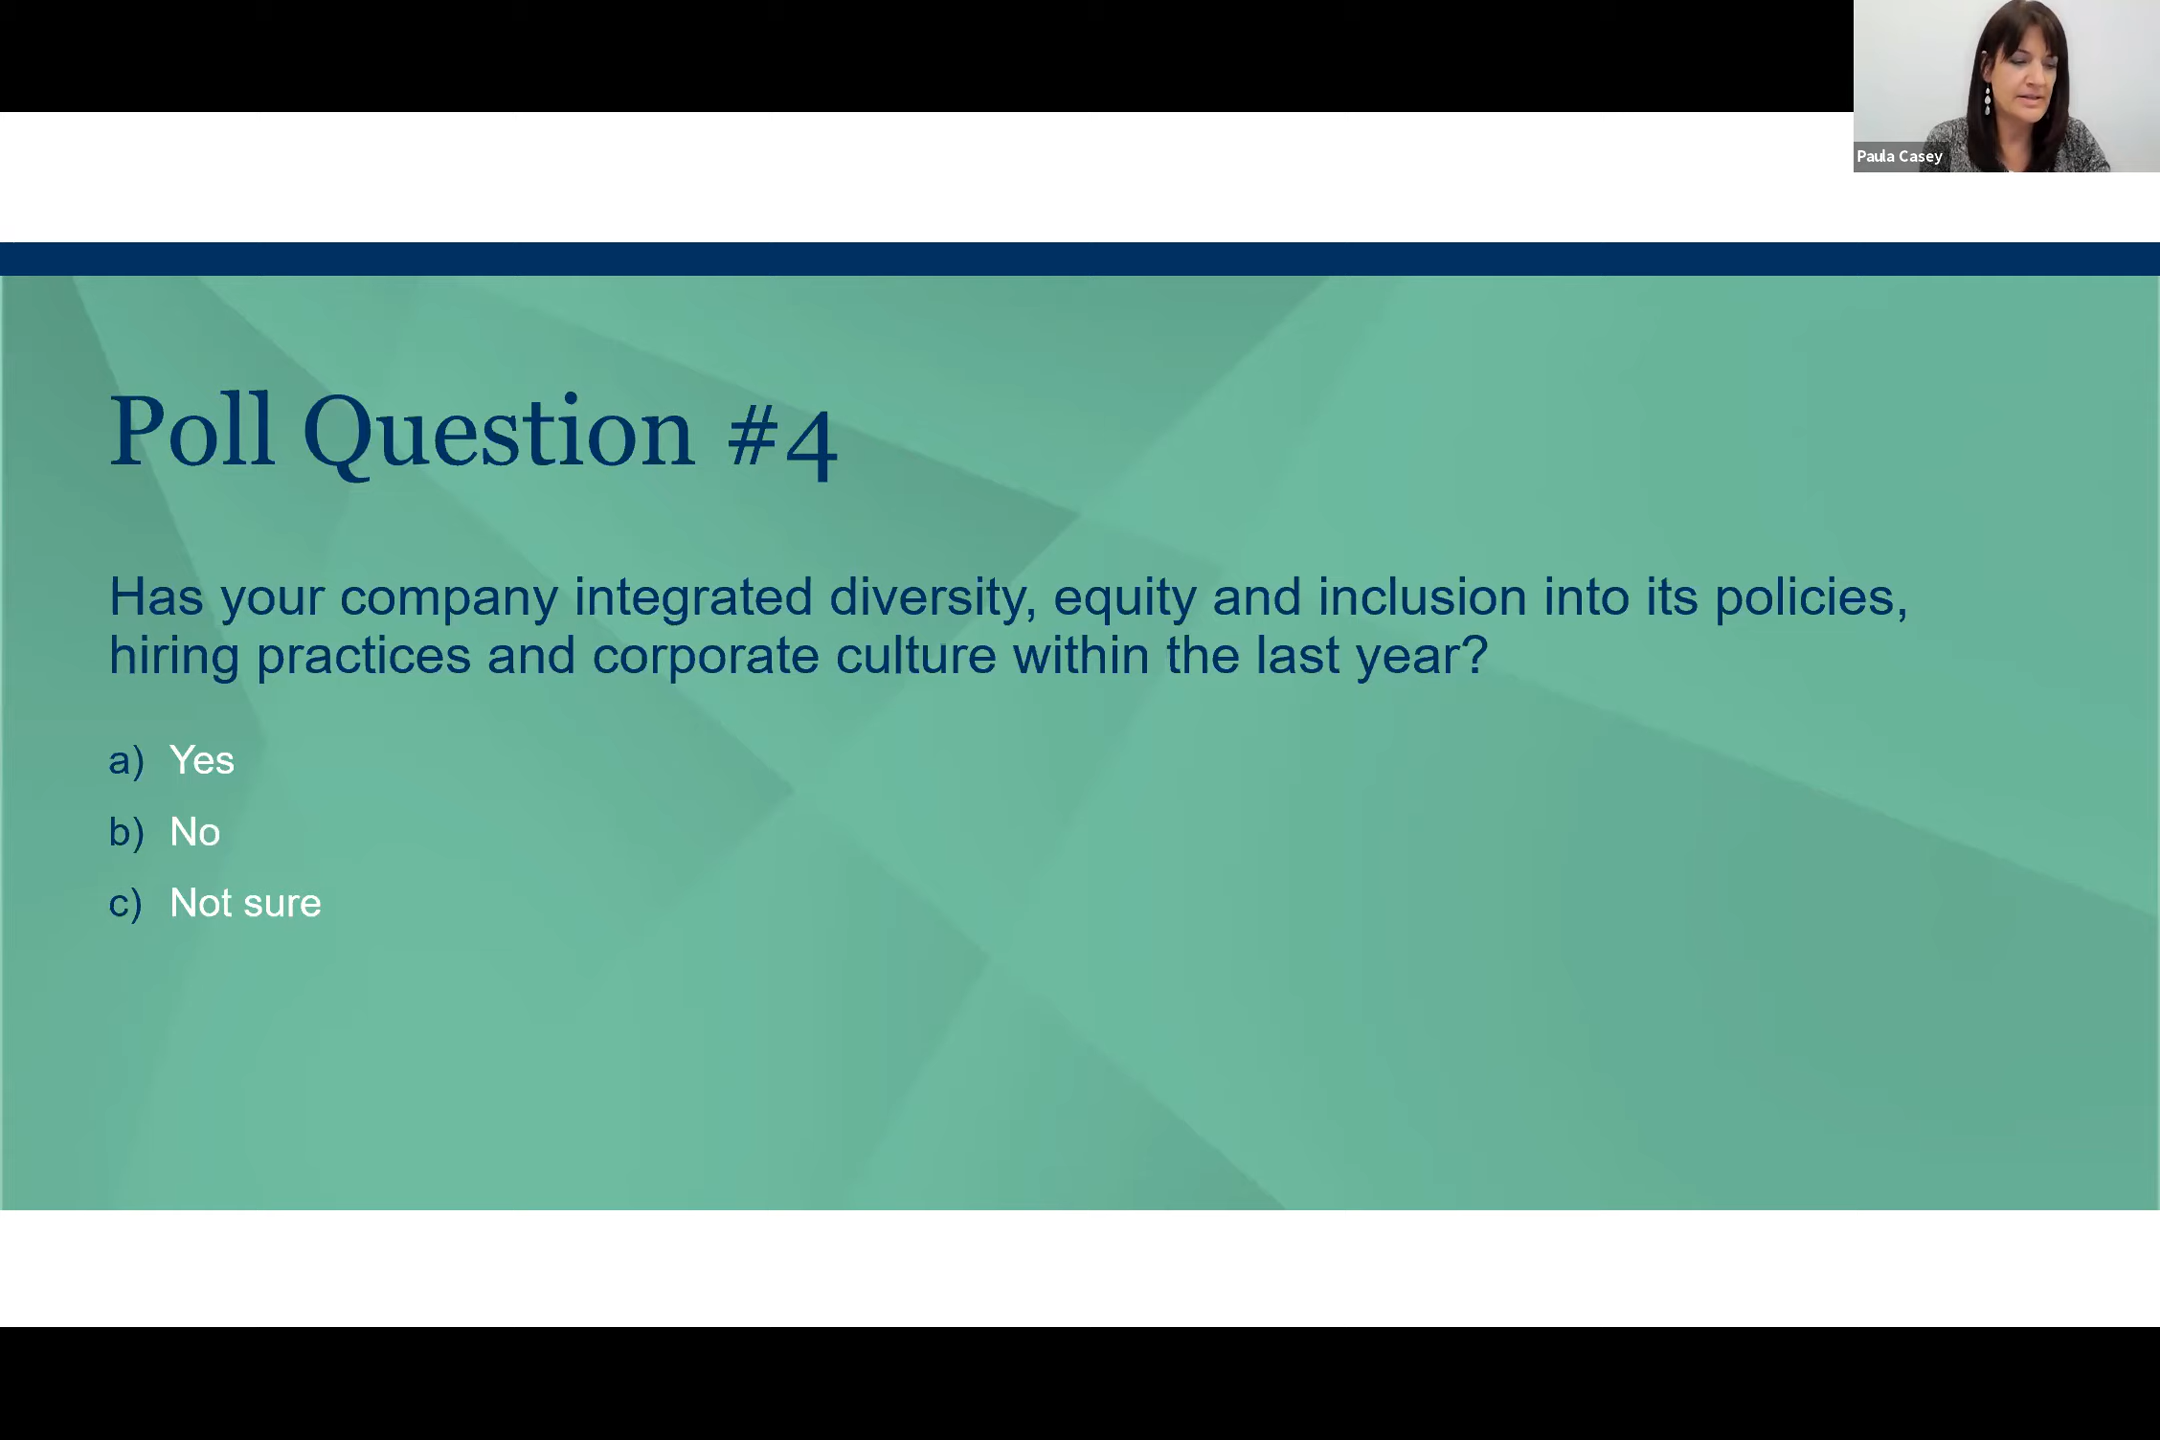 Paula Casey
Poll Question #4
Has your company integrated diversity, equity and inclusion into its policies,
hiring practices and corporate culture within the last year?
a) Yes
b) No
c) Not sure